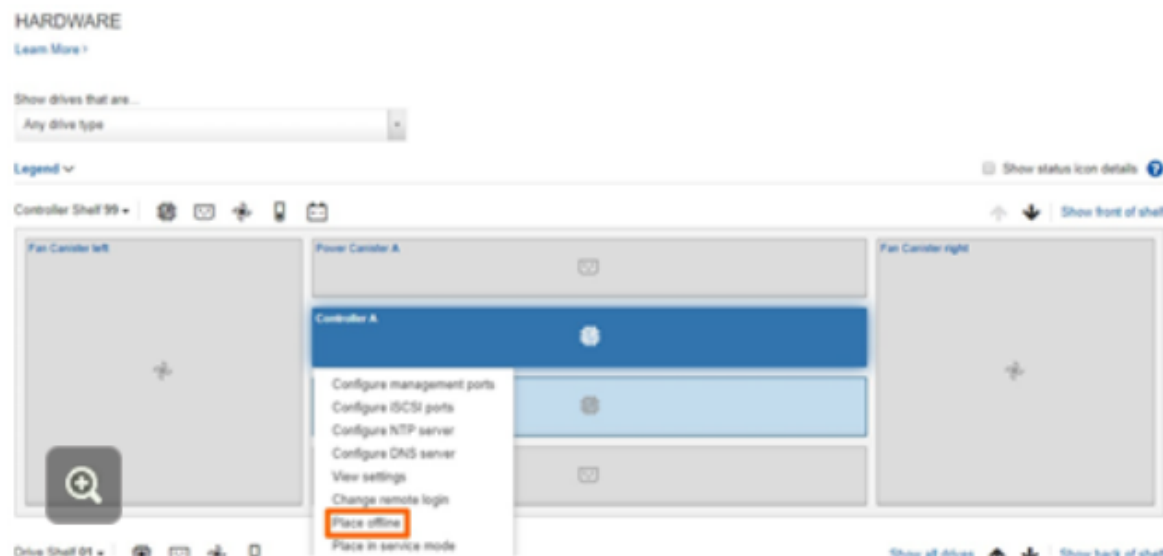 HARDWARE
Learn More >
Show drives that are...
Any drive type
Legend
Show status icon details ?
Controller Shelf 99
Show front of shelf
Fan Canister left
Power Canister A
Fan Canister right
Controller A
Configure management ports
Configure iSCSI ports
Configure NTP server
Configure DNS server
View settings
Change remote login
Place offline
Place in service mode
Drive Shelf 01
Show all drives
Show back of shelf